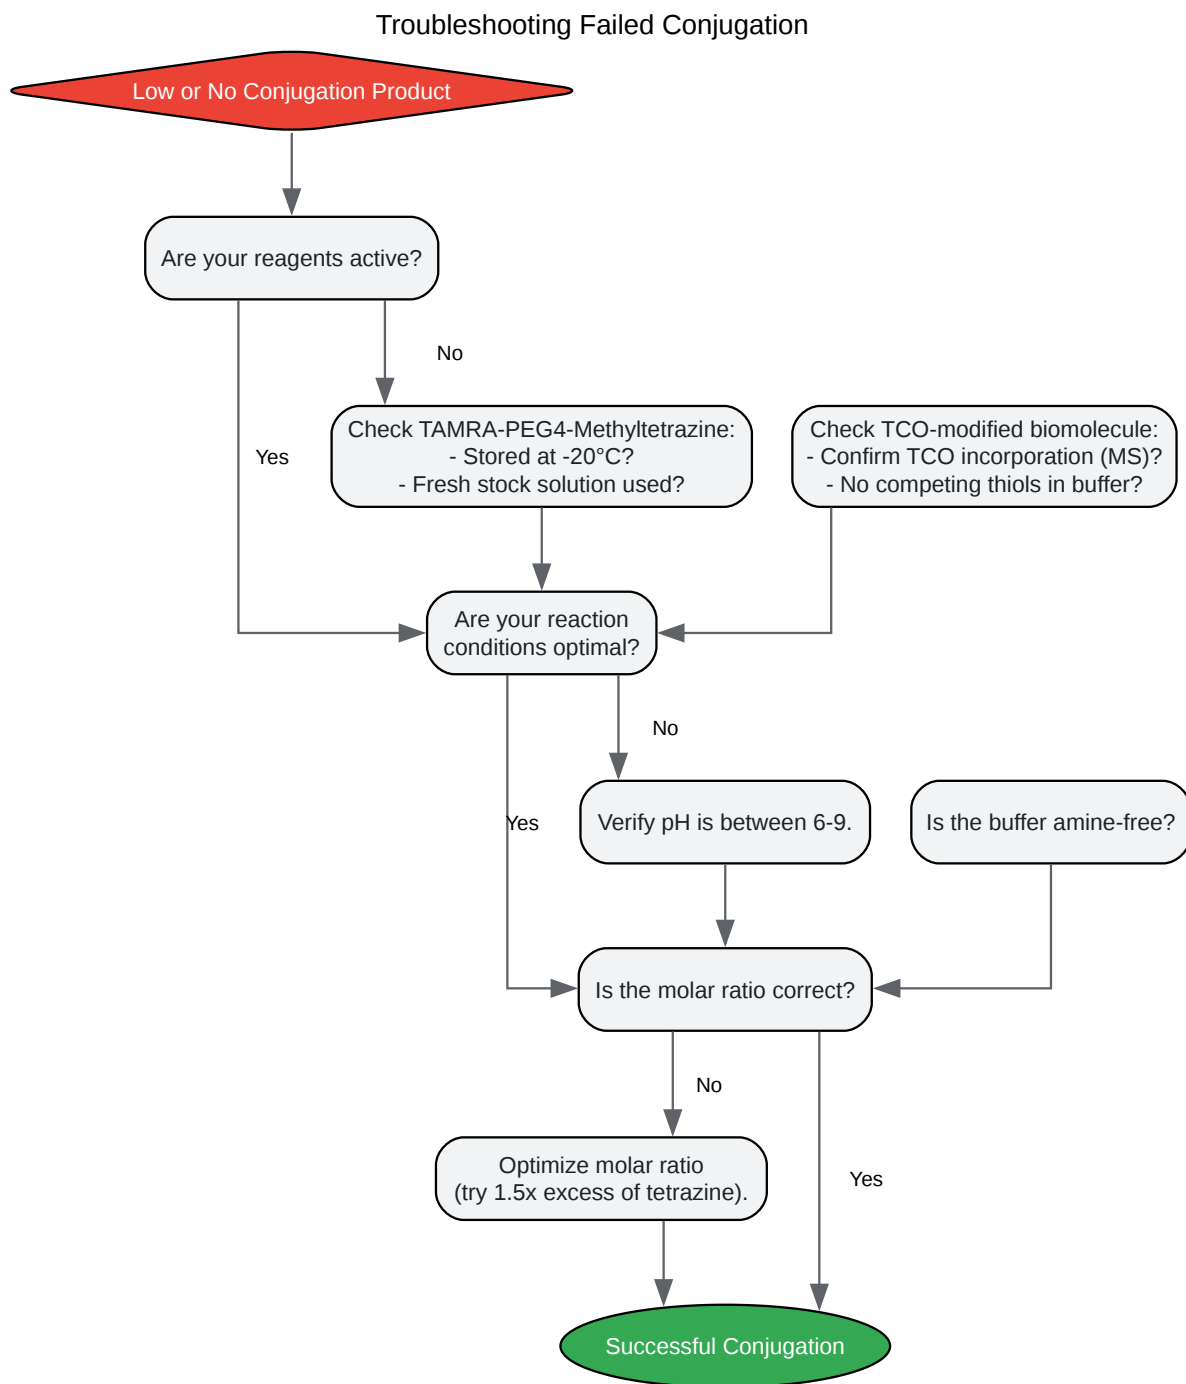 Troubleshooting Failed Conjugation
Low or No Conjugation Product
Are your reagents active?
No
Yes
Check TAMRA-PEG4-Methyltetrazine:
- Stored at -20°C?
- Fresh stock solution used?
Check TCO-modified biomolecule:
- Confirm TCO incorporation (MS)?
- No competing thiols in buffer?
Are your reaction
conditions optimal?
No
Yes
Verify pH is between 6-9.
Is the buffer amine-free?
Is the molar ratio correct?
No
Optimize molar ratio
(try 1.5x excess of tetrazine).
Yes
Successful Conjugation